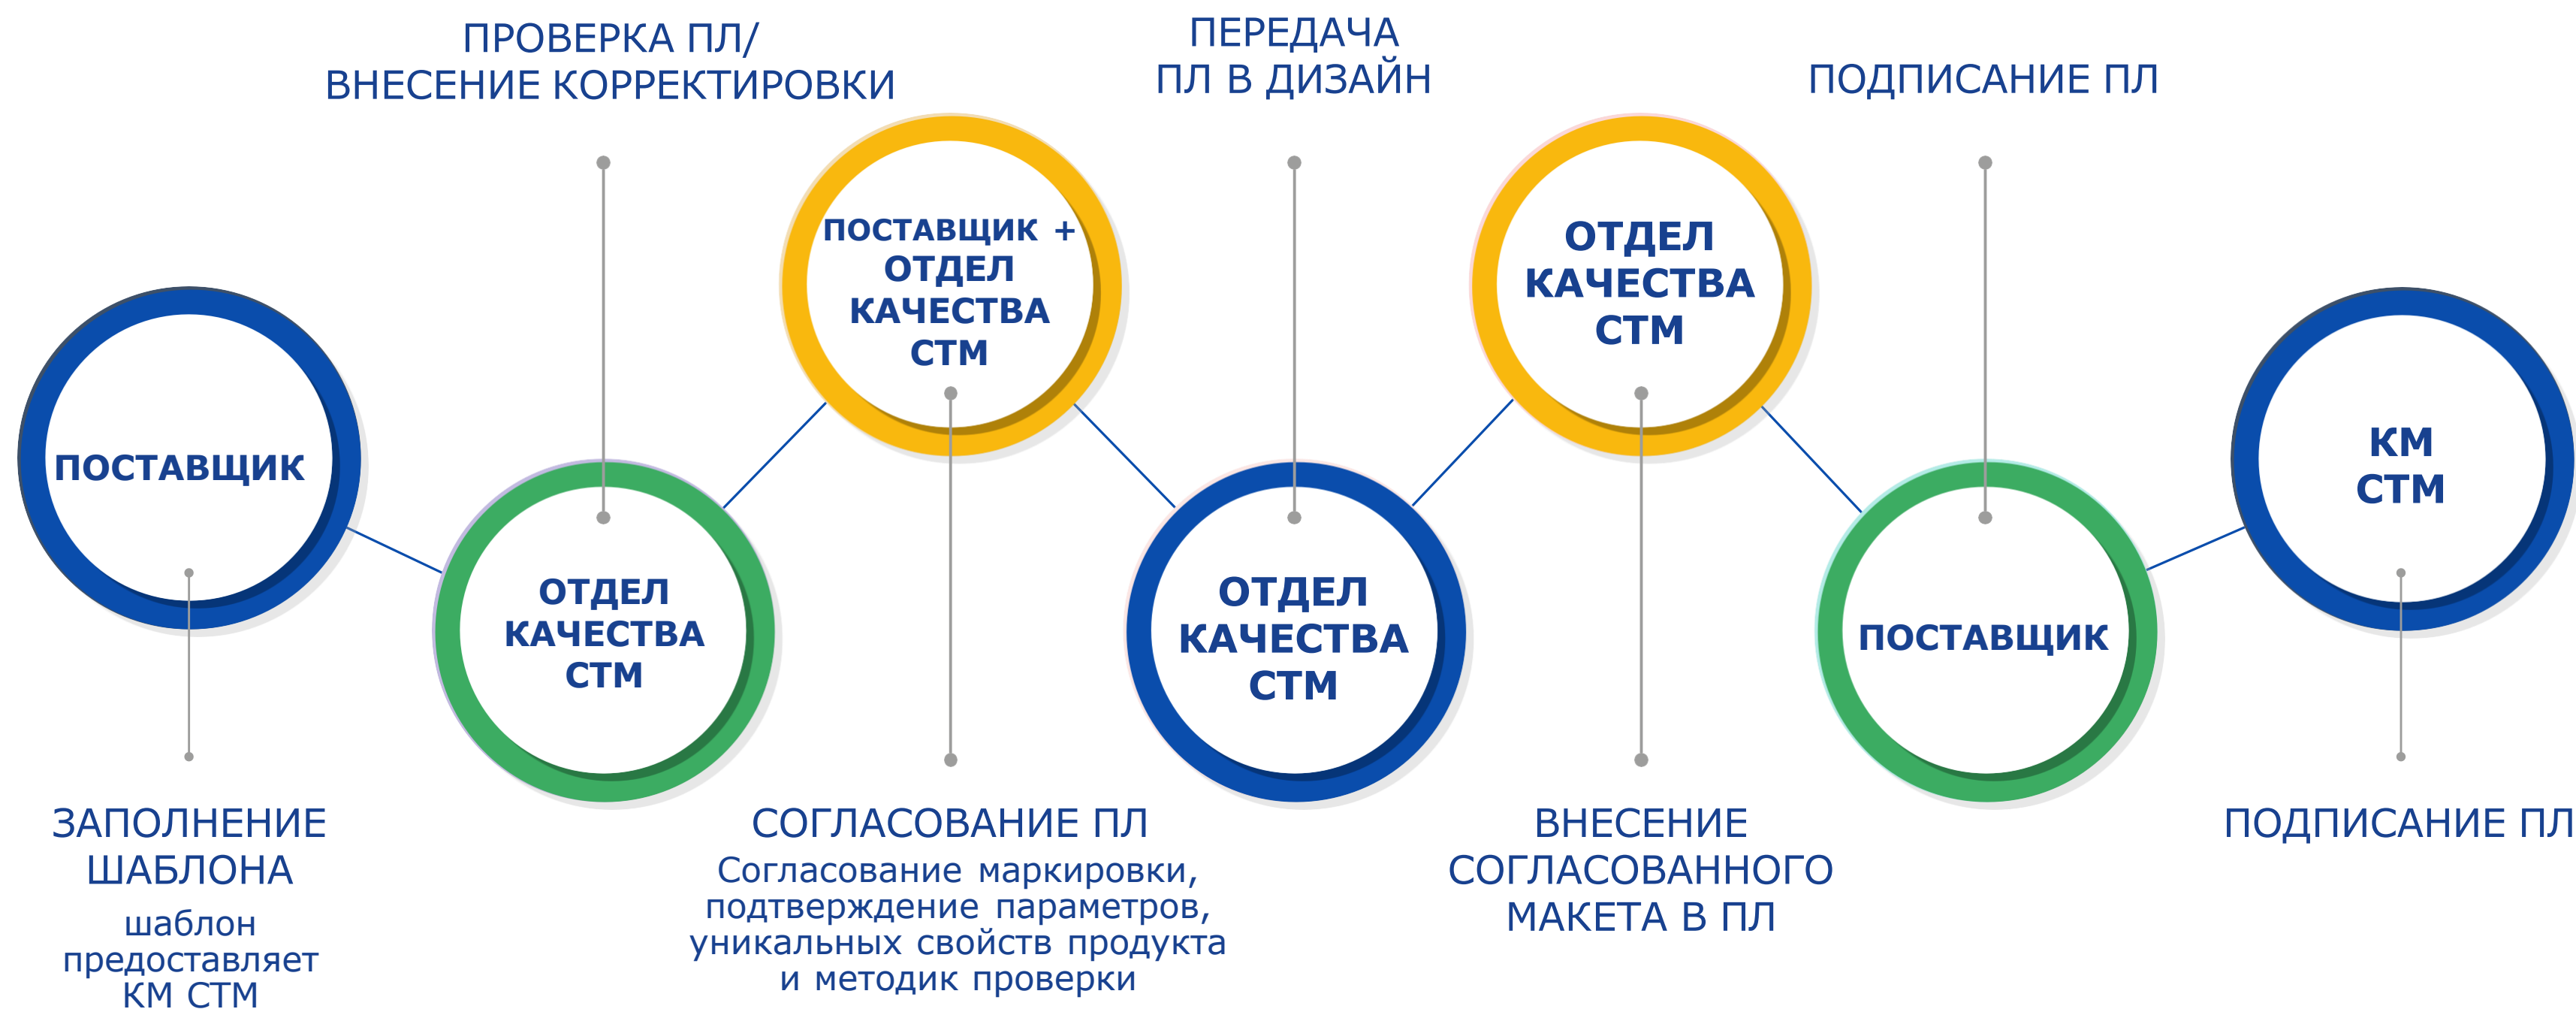 ПРОВЕРКА ПЛ/
ВНЕСЕНИЕ КОРРЕКТИРОВКИ
ПЕРЕДАЧА
ПЛ В ДИЗАЙН
ПОДПИСАНИЕ ПЛ
ПОСТАВЩИК
ОТДЕЛ
КАЧЕСТВА
СТМ
ПОСТАВЩИК +
ОТДЕЛ
КАЧЕСТВА
СТМ
ОТДЕЛ
КАЧЕСТВА
СТМ
ОТДЕЛ
КАЧЕСТВА
СТМ
ПОСТАВЩИК
КМ
СТМ
ЗАПОЛНЕНИЕ
ШАБЛОНА
шаблон
предоставляет
КМ СТМ
СОГЛАСОВАНИЕ ПЛ
Согласование маркировки,
подтверждение параметров,
уникальных свойств продукта
и методик проверки
ВНЕСЕНИЕ
СОГЛАСОВАННОГО
МАКЕТА В ПЛ
ПОДПИСАНИЕ ПЛ